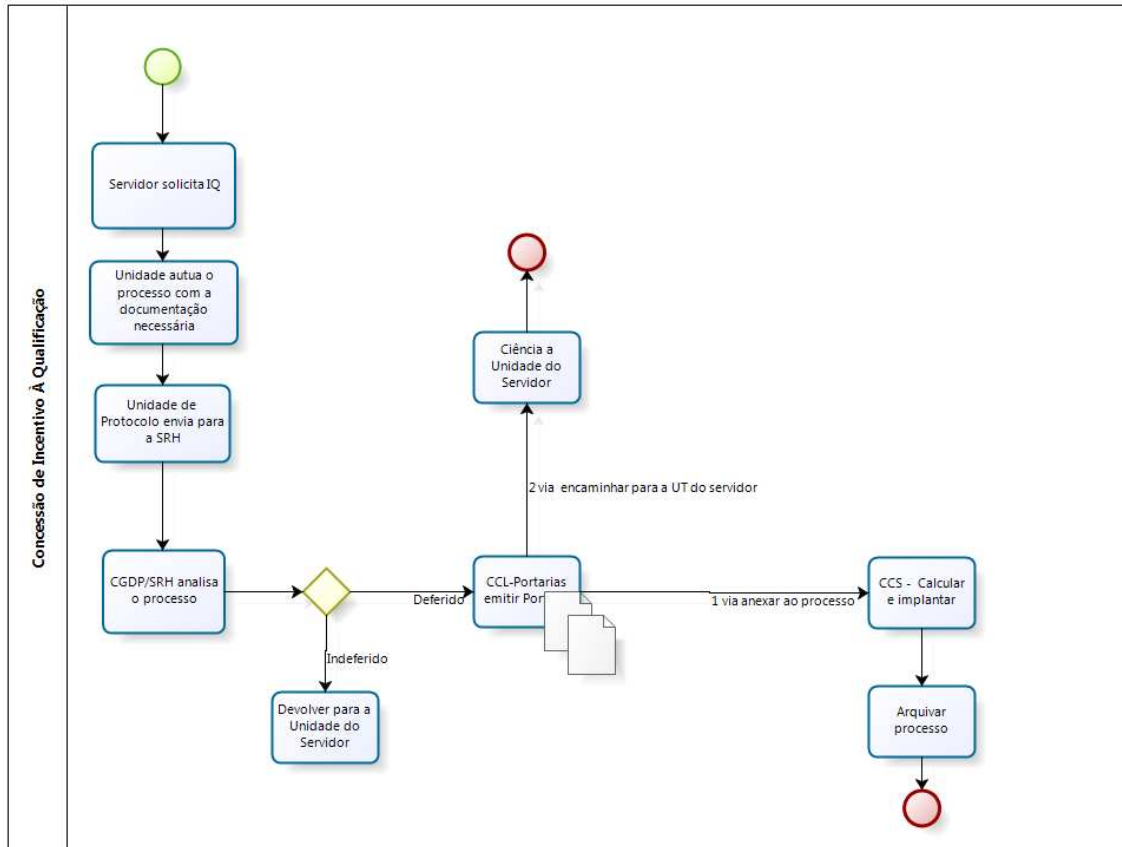 Concessão de Incentivo À Qualificação
Servidor solicita IQ
Unidade autua o
processo com a
documentação
necessária
Unidade de
Protocolo envia para
a SRH
CGDP/SRH analisa
o processo
Deferido
Indeferido
Devolver para a
Unidade do
Servidor
Ciência a
Unidade do
Servidor
2 via encaminhar para a UT do servidor
CCL-Portarias
emitir
1 via anexar ao processo
CCS - Calcular
e implantar
Arquivar
processo